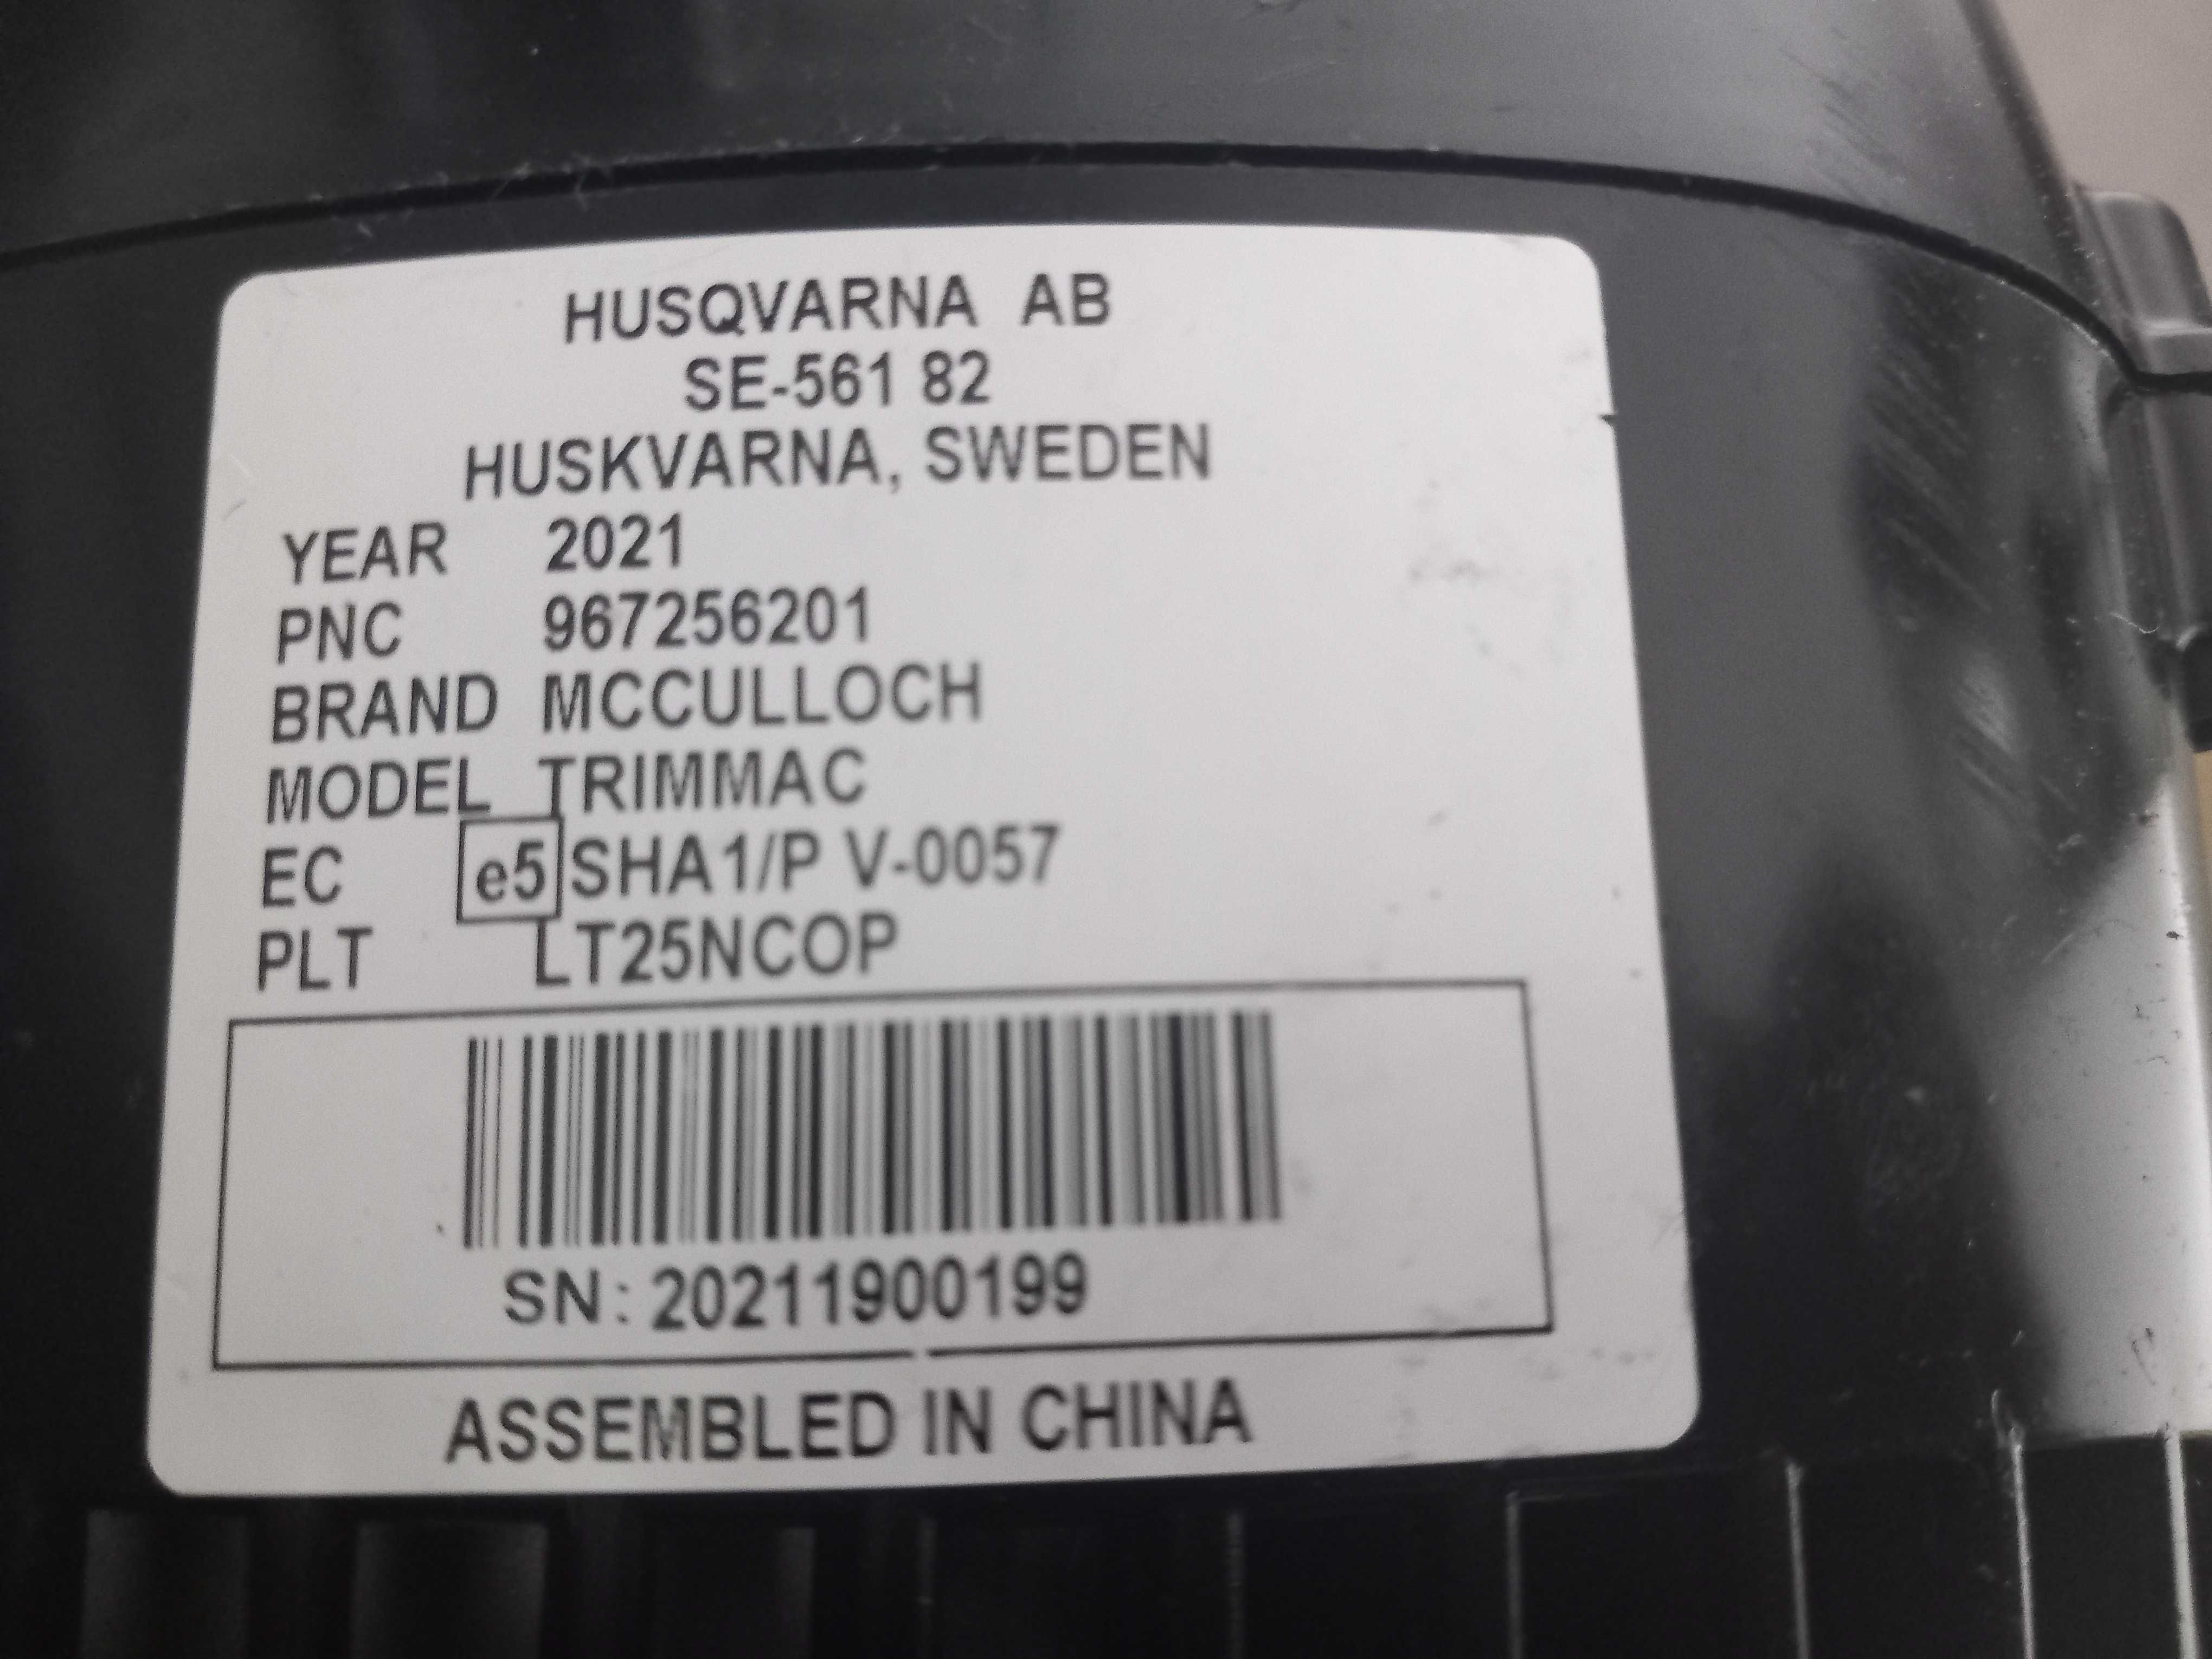 HUSQVARNA AB
SE-561 82
HUSKVARNA, SWEDEN
YEAR 2021
PNC 967256201
BRAND MCCULLOCH
MODEL TRIMMAC
EC e5 SHA1/P V-0057
PLT LT25NCOP
SN: 20211900199
ASSEMBLED IN CHINA